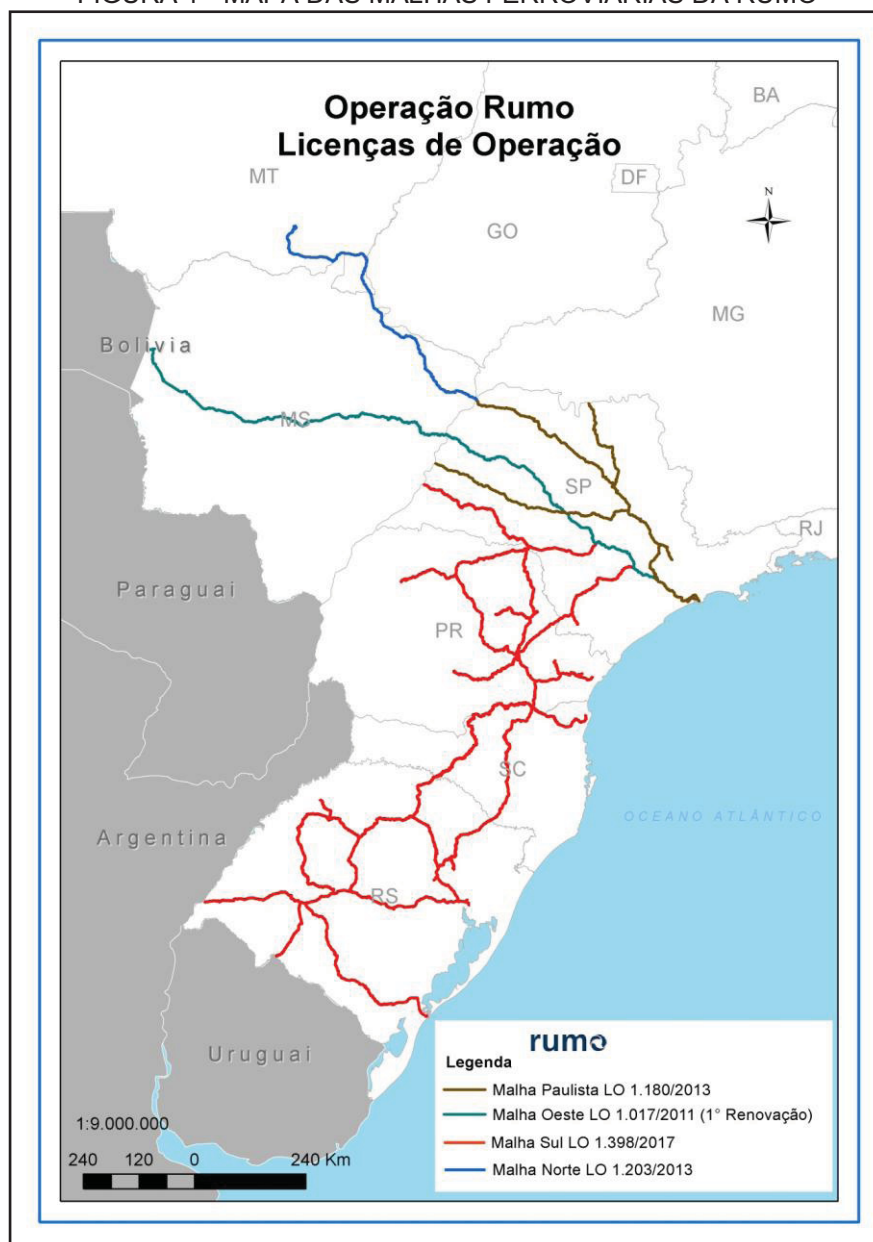 FIGURA 1 - MAPA DAS MALHAS FERROVIÁRIAS DA RUMO
Operação Rumo
Licenças de Operação
BA
MT
DF
GO
N
MG
Bolivia
MS
SP
RJ
Paraguai
PR
SC
OCEANO ATLÂNTICO
Argentina
RS
Uruguai
rumo
Legenda
Malha Paulista LO 1.180/2013
Malha Oeste LO 1.017/2011 (1° Renovação)
Malha Sul LO 1.398/2017
Malha Norte LO 1.203/2013
1:9.000.000
240 120 0 240 Km